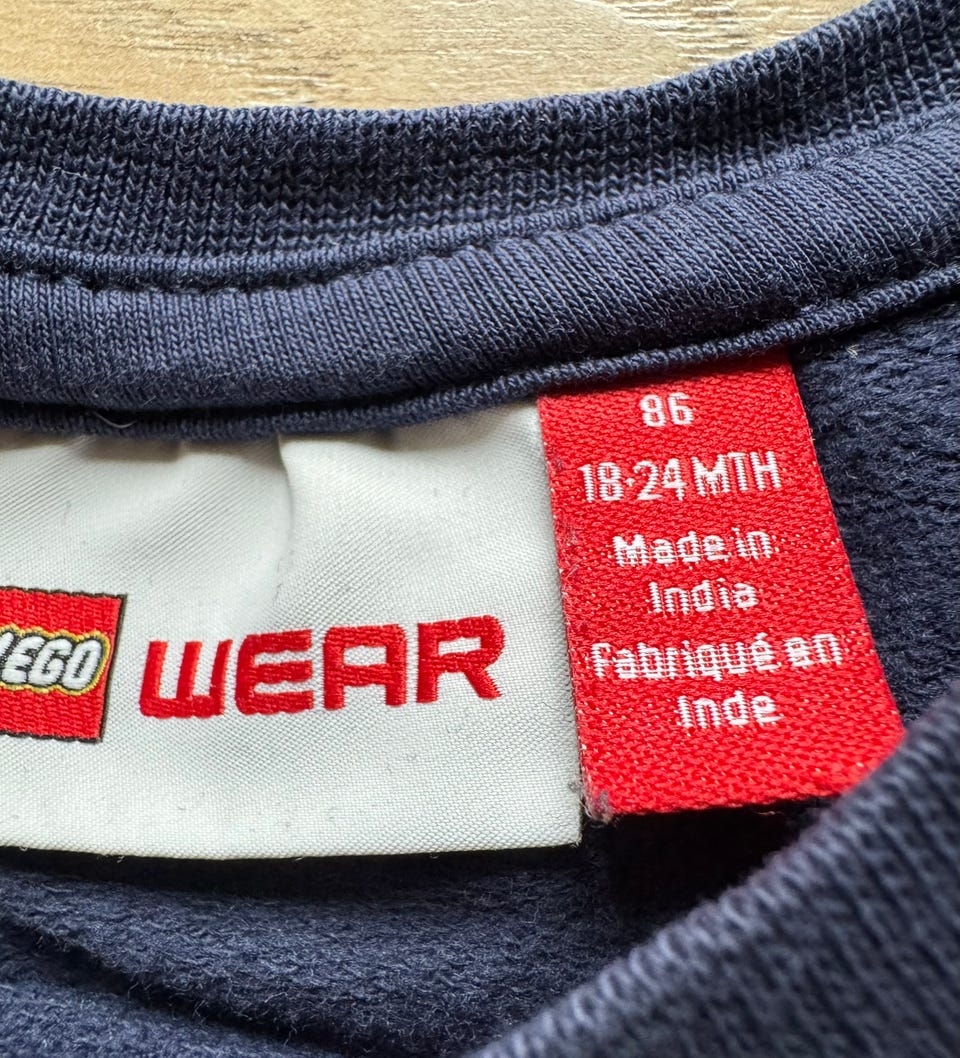 LEGO WEAR
86
18-24 MTH
Made in
India
Fabriqué en
Inde